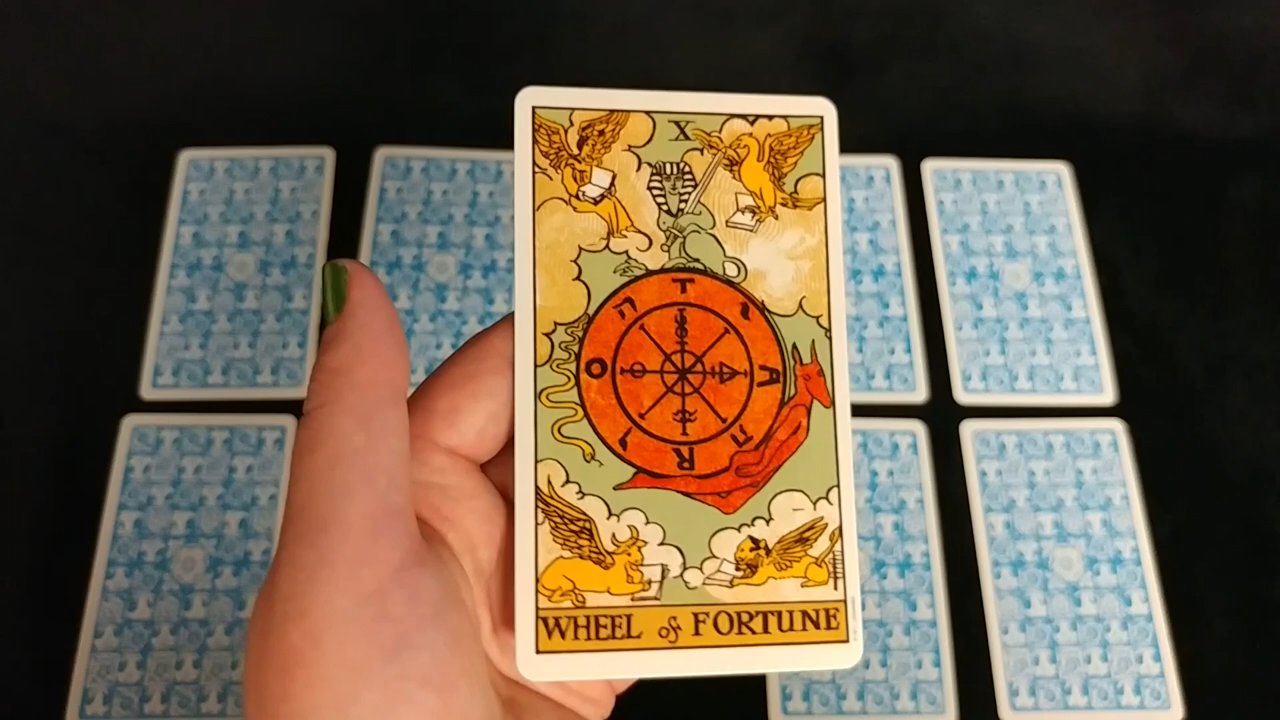 X
T
ה י
O A
ו ה
R
WHEEL of FORTUNE